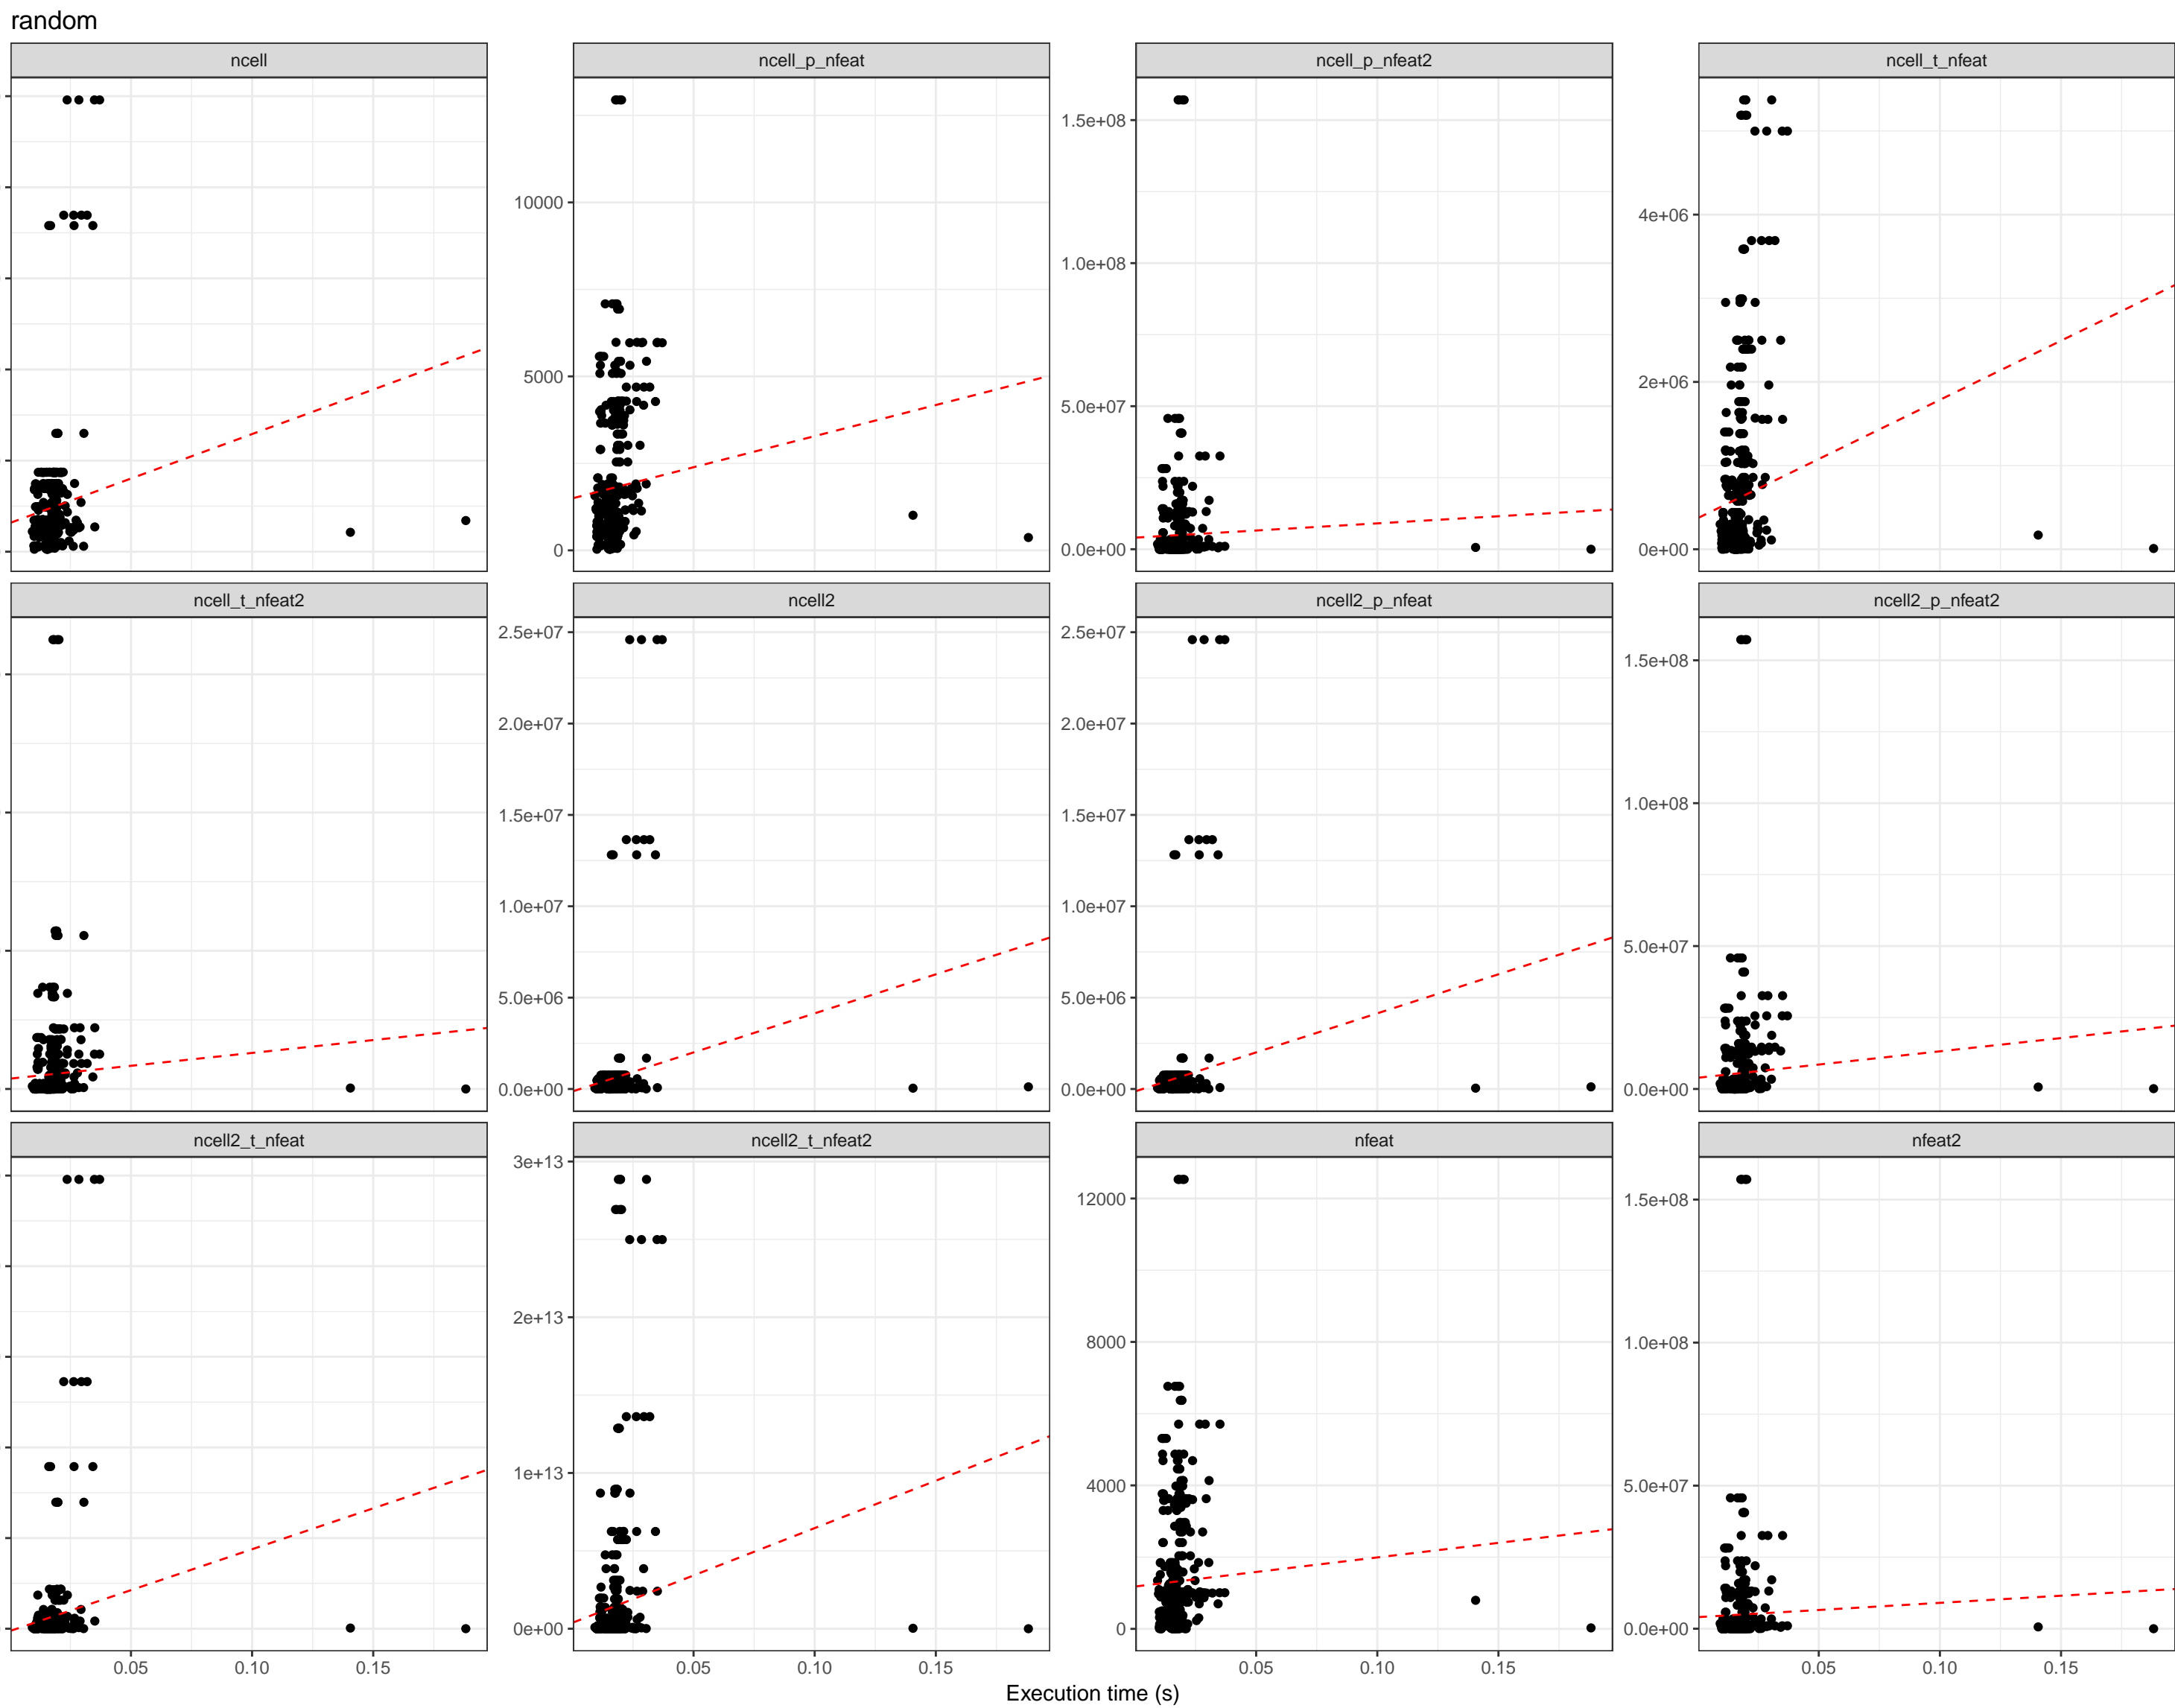 random
ncell
ncell_p_nfeat
ncell_p_nfeat2
ncell_t_nfeat
10000
5000
0
1.5e+08
1.0e+08
5.0e+07
0.0e+00
4e+06
2e+06
0e+00
ncell_t_nfeat2
ncell2
ncell2_p_nfeat
ncell2_p_nfeat2
2.5e+07
2.0e+07
1.5e+07
1.0e+07
5.0e+06
0.0e+00
2.5e+07
2.0e+07
1.5e+07
1.0e+07
5.0e+06
0.0e+00
1.5e+08
1.0e+08
5.0e+07
0.0e+00
ncell2_t_nfeat
ncell2_t_nfeat2
nfeat
nfeat2
3e+13
2e+13
1e+13
0e+00
12000
8000
4000
0
1.5e+08
1.0e+08
5.0e+07
0.0e+00
0.05 0.10 0.15
0.05 0.10 0.15
0.05 0.10 0.15
0.05 0.10 0.15
Execution time (s)